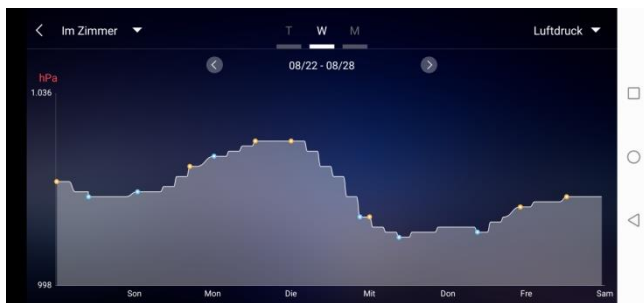 Im Zimmer
T W M
Luftdruck
08/22 - 08/28
hPa
1.036
998
Son Mon Die Mit Don Fre Sam